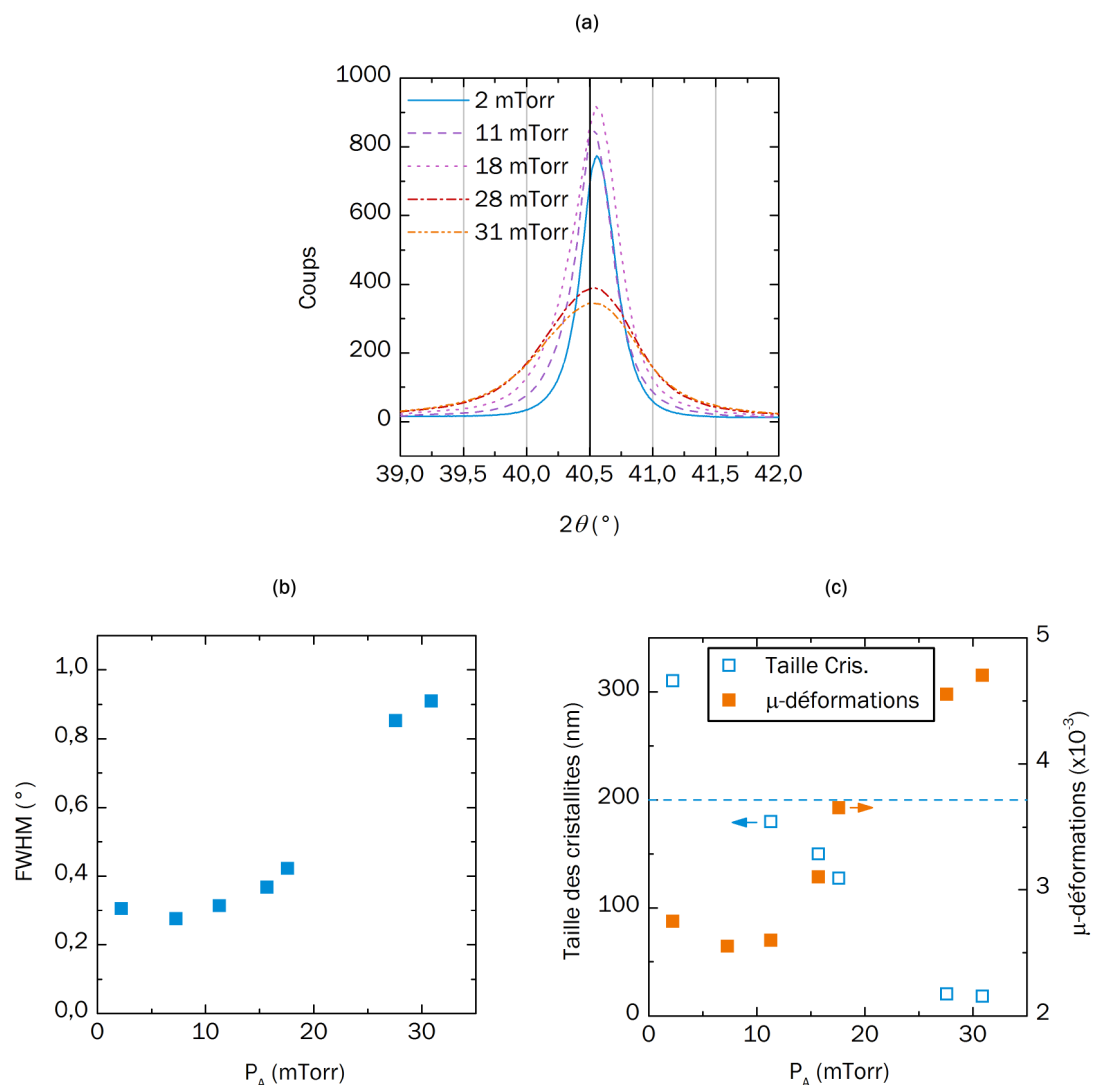 (a)
1000
800
600
400
200
0
Coups
2 mTorr
11 mTorr
18 mTorr
28 mTorr
31 mTorr
39,0 39,5 40,0 40,5 41,0 41,5 42,0
2θ (°)
(b)
1,0
0,8
0,6
0,4
0,2
0,0
FWHM (°)
0 10 20 30
P_A (mTorr)
(c)
300
200
100
0
Taille des cristallites (nm)
Taille Cris.
μ-déformations
5
4
3
2
μ-déformations (x10⁻³)
0 10 20 30
P_A (mTorr)